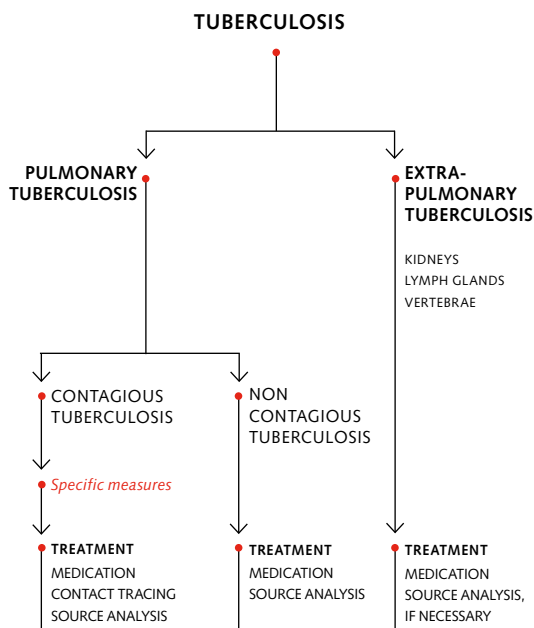 TUBERCULOSIS
PULMONARY
TUBERCULOSIS
EXTRA-
PULMONARY
TUBERCULOSIS
KIDNEYS
LYMPH GLANDS
VERTEBRAE
CONTAGIOUS
TUBERCULOSIS
NON
CONTAGIOUS
TUBERCULOSIS
Specific measures
TREATMENT
MEDICATION
CONTACT TRACING
SOURCE ANALYSIS
TREATMENT
MEDICATION
SOURCE ANALYSIS
TREATMENT
MEDICATION
SOURCE ANALYSIS,
IF NECESSARY